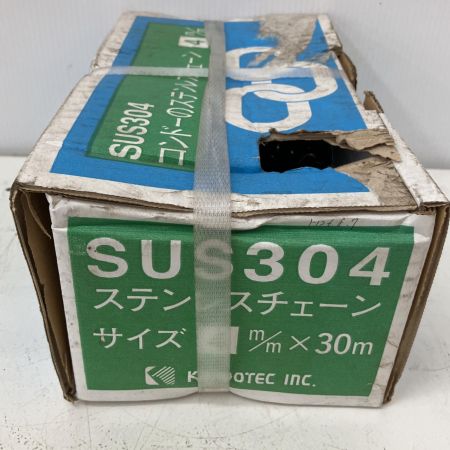 SUS304
コンドーのステンレスチェーン
SUS304
ステン スチェーン
サイズ 4 m/m × 30m
K OTEC INC.